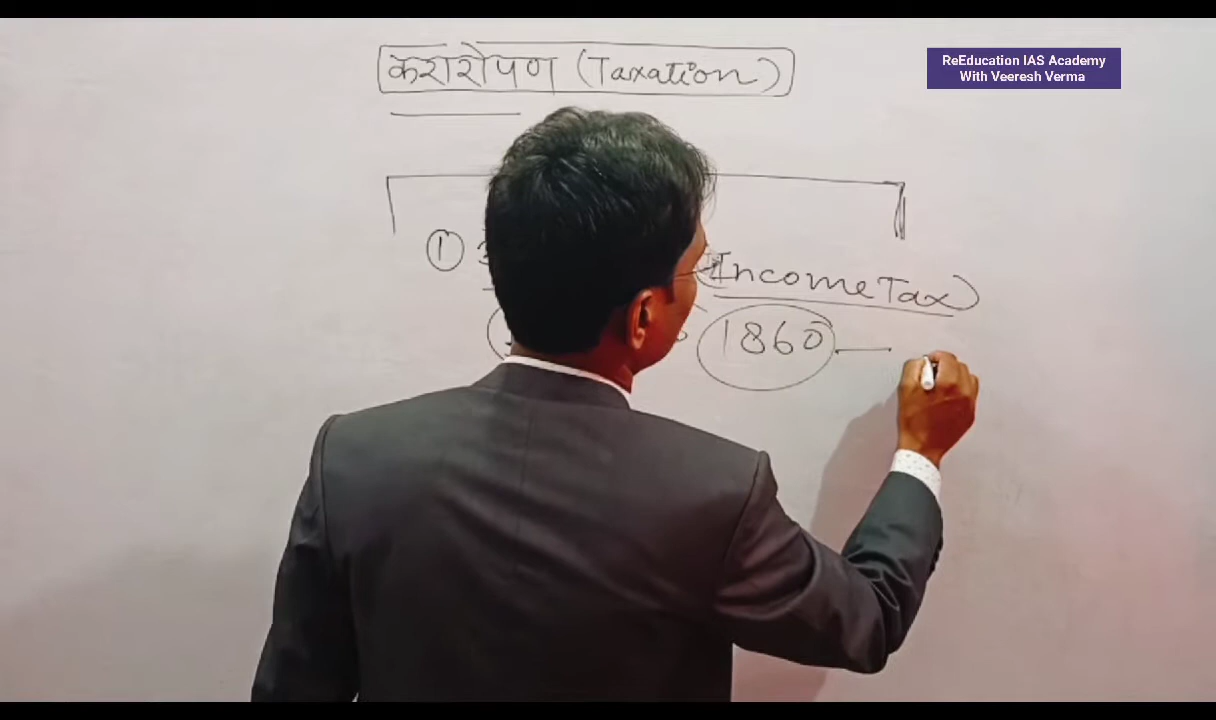 करारोपण (Taxation)
ReEducation IAS Academy
With Veeresh Verma
①
(Income Tax)
1860